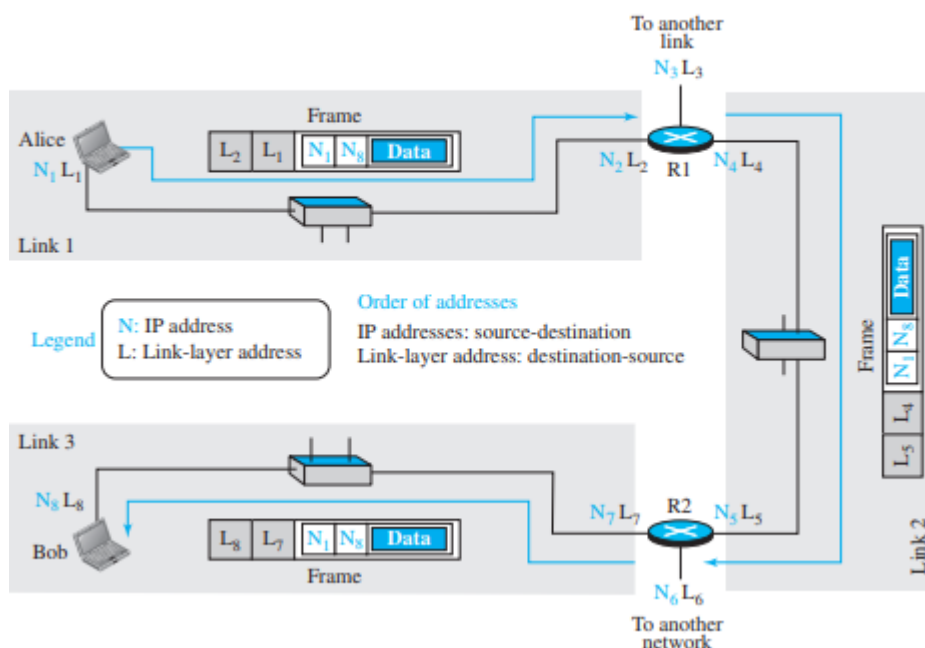 To another
link
N₃ L₃
Alice
N₁ L₁
Frame
L₂ L₁ N₁ N₈ Data
N₂ L₂
R1
N₄ L₄
Link 1
Legend
N: IP address
L: Link-layer address
Order of addresses
IP addresses: source-destination
Link-layer address: destination-source
Frame
L₅ L₄ N₁ N₈ Data
Link 2
Link 3
N₈ L₈
Bob
L₈ L₇ N₁ N₈ Data
Frame
N₇ L₇
R2
N₅ L₅
N₆ L₆
To another
network